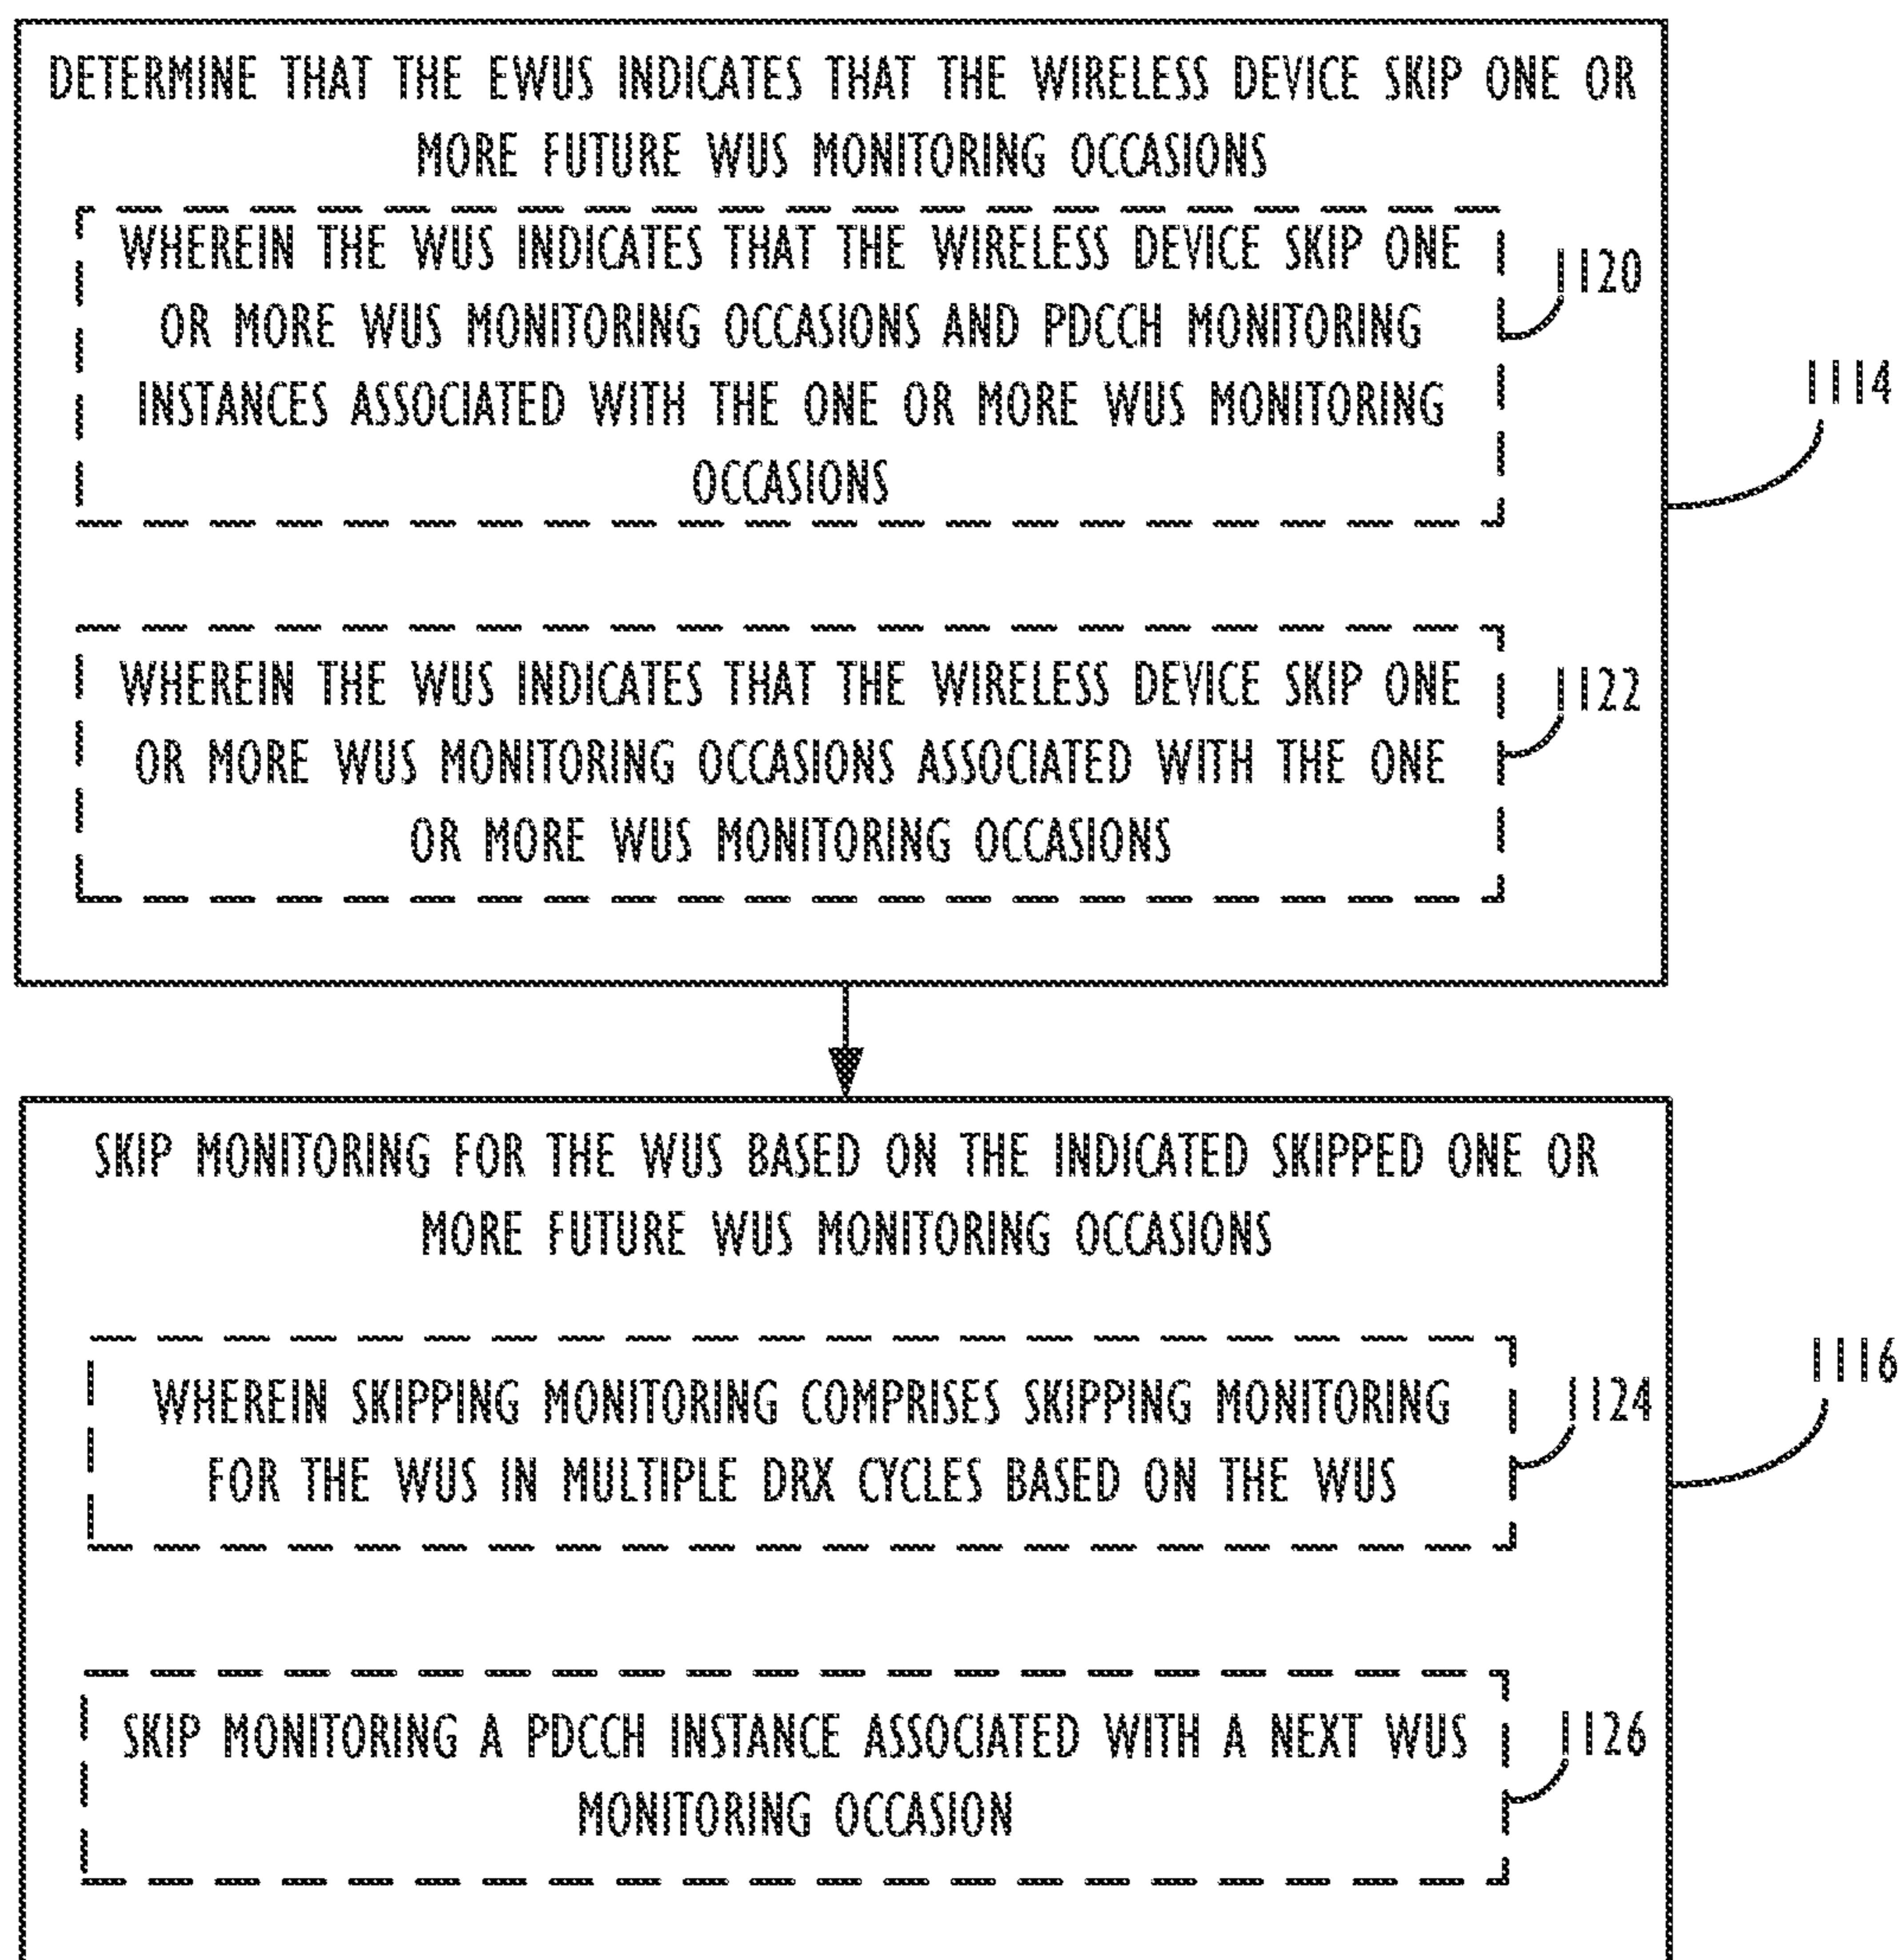 DETERMINE THAT THE EWUS INDICATES THAT THE WIRELESS DEVICE SKIP ONE OR
MORE FUTURE WUS MONITORING OCCASIONS
WHEREIN THE WUS INDICATES THAT THE WIRELESS DEVICE SKIP ONE
OR MORE WUS MONITORING OCCASIONS AND PDCCH MONITORING
INSTANCES ASSOCIATED WITH THE ONE OR MORE WUS MONITORING
OCCASIONS
1120
1114
WHEREIN THE WUS INDICATES THAT THE WIRELESS DEVICE SKIP ONE
OR MORE WUS MONITORING OCCASIONS ASSOCIATED WITH THE ONE
OR MORE WUS MONITORING OCCASIONS
1122
SKIP MONITORING FOR THE WUS BASED ON THE INDICATED SKIPPED ONE OR
MORE FUTURE WUS MONITORING OCCASIONS
1116
WHEREIN SKIPPING MONITORING COMPRISES SKIPPING MONITORING
FOR THE WUS IN MULTIPLE DRX CYCLES BASED ON THE WUS
1124
SKIP MONITORING A PDCCH INSTANCE ASSOCIATED WITH A NEXT WUS
MONITORING OCCASION
1126